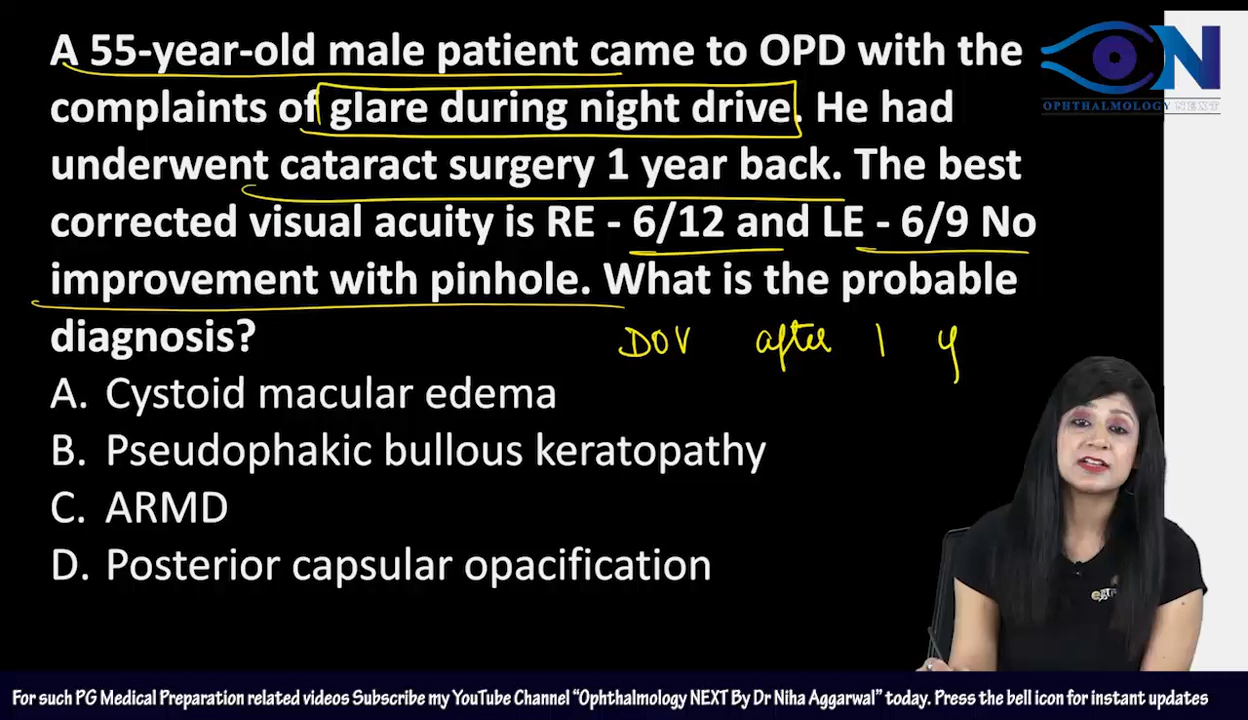 A 55-year-old male patient came to OPD with the
complaints of glare during night drive. He had
underwent cataract surgery 1 year back. The best
corrected visual acuity is RE - 6/12 and LE - 6/9 No
improvement with pinhole. What is the probable
diagnosis?
DOV after 1 y
A. Cystoid macular edema
B. Pseudophakic bullous keratopathy
C. ARMD
D. Posterior capsular opacification
ON
OPHTHALMOLOGY NEXT
For such PG Medical Preparation related videos Subscribe my YouTube Channel “Ophthalmology NEXT By Dr Niha Aggarwal” today. Press the bell icon for instant updates